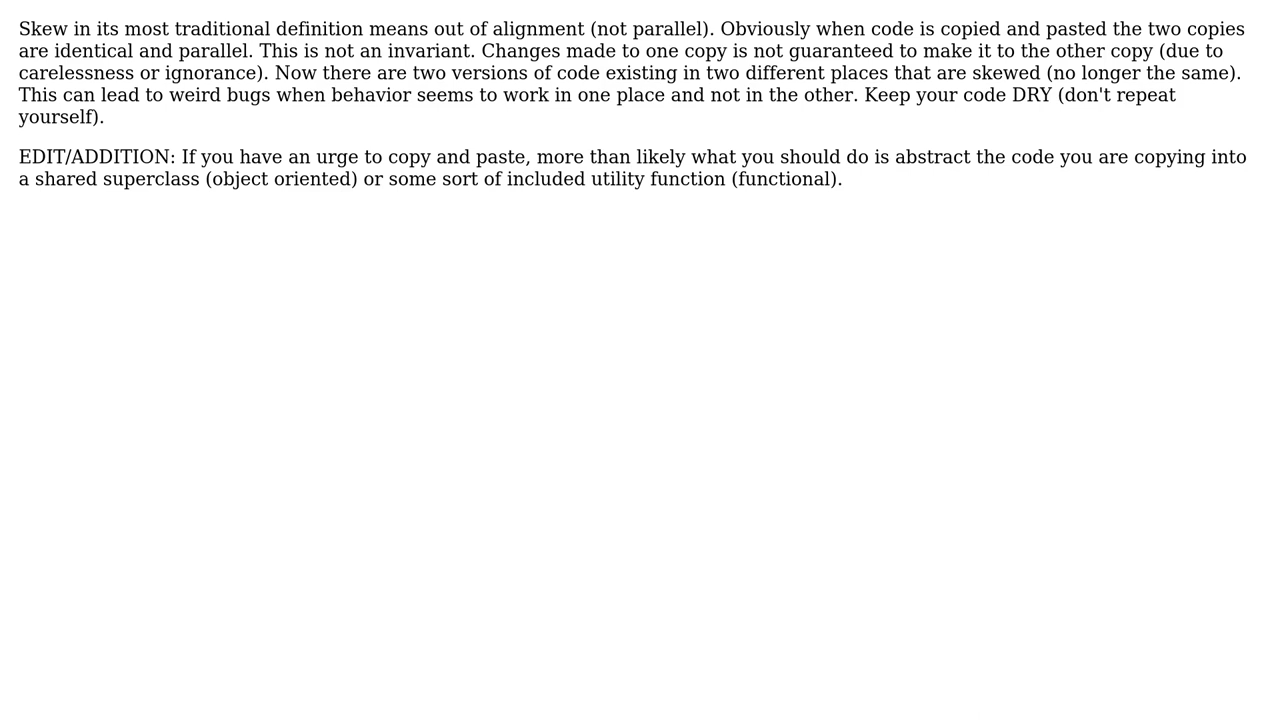 Skew in its most traditional definition means out of alignment (not parallel). Obviously when code is copied and pasted the two copies
are identical and parallel. This is not an invariant. Changes made to one copy is not guaranteed to make it to the other copy (due to
carelessness or ignorance). Now there are two versions of code existing in two different places that are skewed (no longer the same).
This can lead to weird bugs when behavior seems to work in one place and not in the other. Keep your code DRY (don't repeat
yourself).
EDIT/ADDITION: If you have an urge to copy and paste, more than likely what you should do is abstract the code you are copying into
a shared superclass (object oriented) or some sort of included utility function (functional).